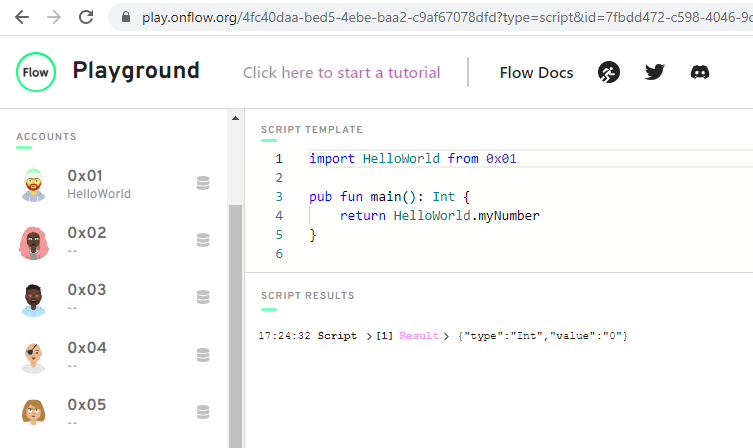 play.onflow.org/4fc40daa-bed5-4ebe-baa2-c9af67078dfd?type=script&id=7fbdd472-c598-4046-9c
Flow Playground
Click here to start a tutorial
Flow Docs
ACCOUNTS
0x01
HelloWorld
0x02
--
0x03
--
0x04
--
0x05
--
SCRIPT TEMPLATE
1 import HelloWorld from 0x01
2
3 pub fun main(): Int {
4 return HelloWorld.myNumber
5 }
6
SCRIPT RESULTS
17:24:32 Script >[1] Result > {"type":"Int","value":"0"}